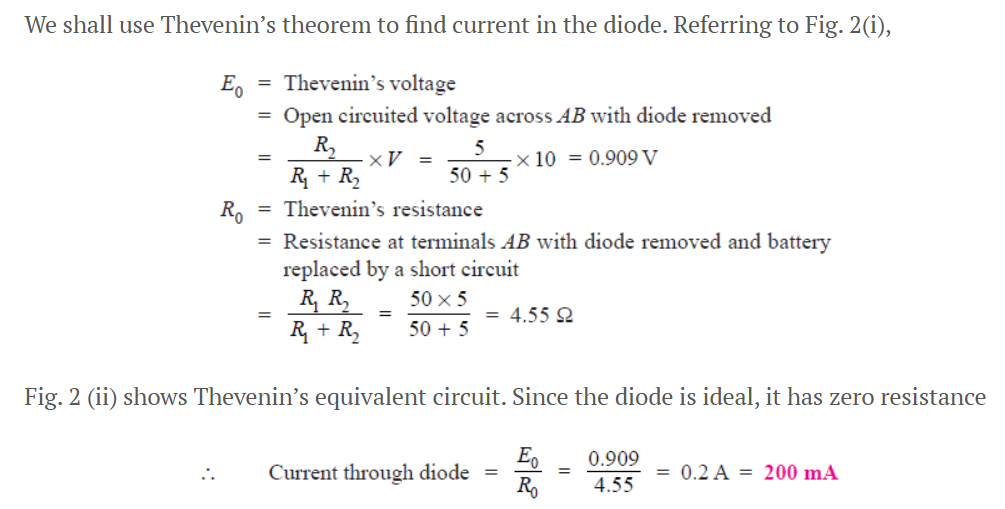 We shall use Thevenin’s theorem to find current in the diode. Referring to Fig. 2(i),
E₀ = Thevenin’s voltage
= Open circuited voltage across AB with diode removed
= R₂ / (R₁ + R₂) × V = 5 / (50 + 5) × 10 = 0.909 V
R₀ = Thevenin’s resistance
= Resistance at terminals AB with diode removed and battery
replaced by a short circuit
= R₁ R₂ / (R₁ + R₂) = 50 × 5 / (50 + 5) = 4.55 Ω
Fig. 2 (ii) shows Thevenin’s equivalent circuit. Since the diode is ideal, it has zero resistance
∴ Current through diode = E₀ / R₀ = 0.909 / 4.55 = 0.2 A = 200 mA